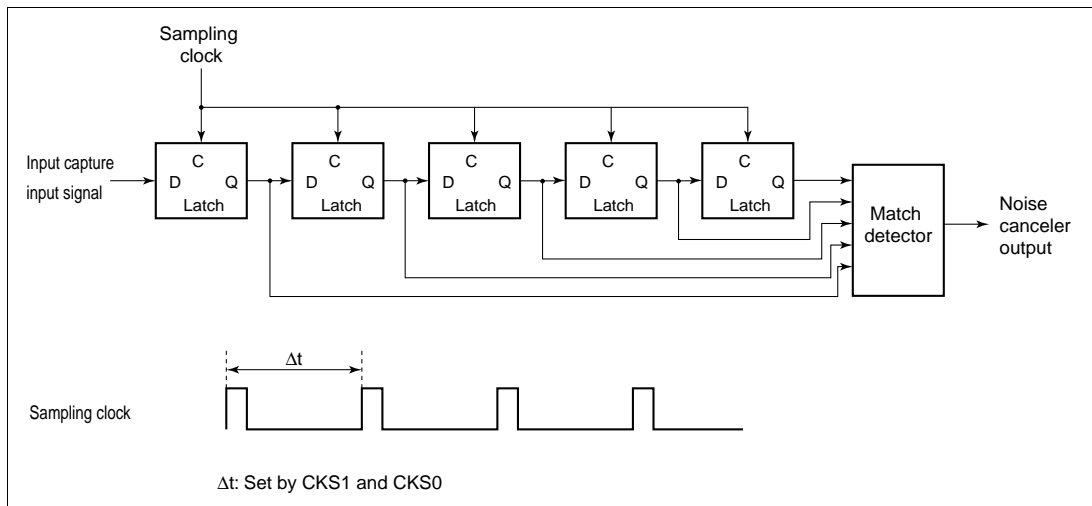 Sampling
clock
Input capture
input signal
C
D Q
Latch
C
D Q
Latch
C
D Q
Latch
C
D Q
Latch
C
D Q
Latch
Match
detector
Noise
canceler
output
Δt
Sampling clock
Δt: Set by CKS1 and CKS0